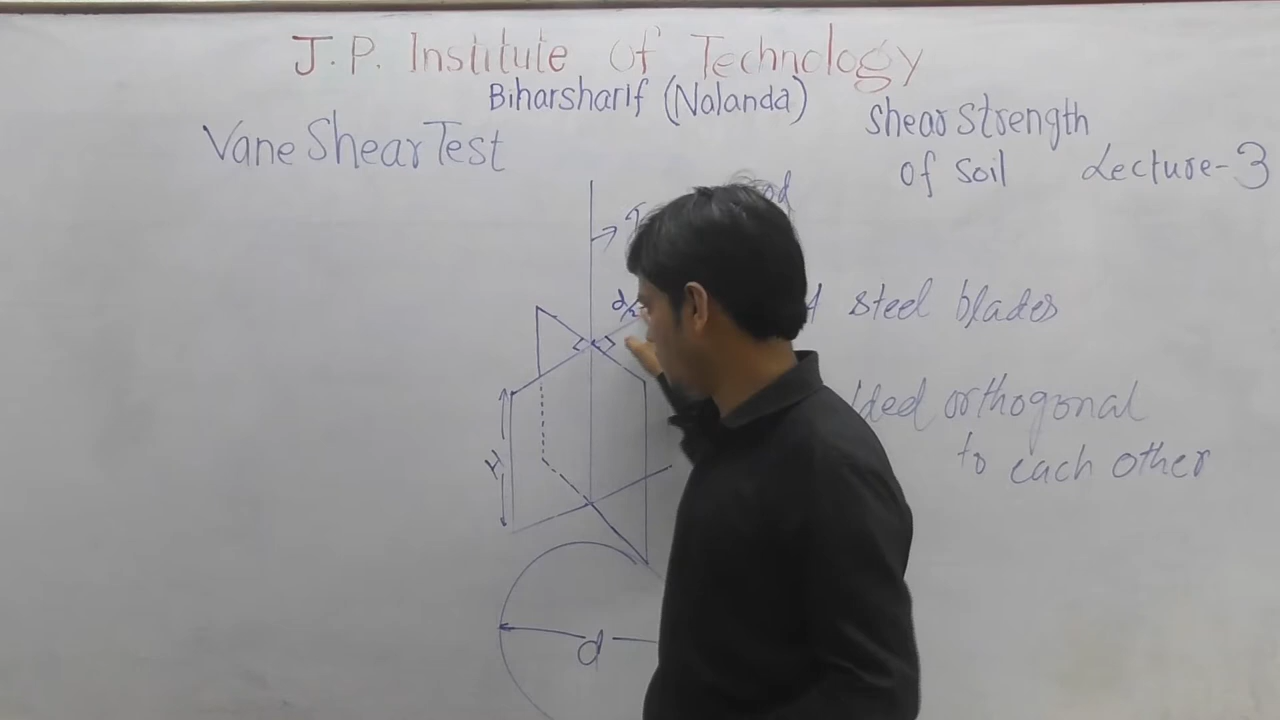 J.P. Institute Of Technology
Biharsharif (Nalanda)
Vane Shear Test
Shear Strength
of soil Lecture-3
d/2
steel blades
orthogonal
to each other
H
d